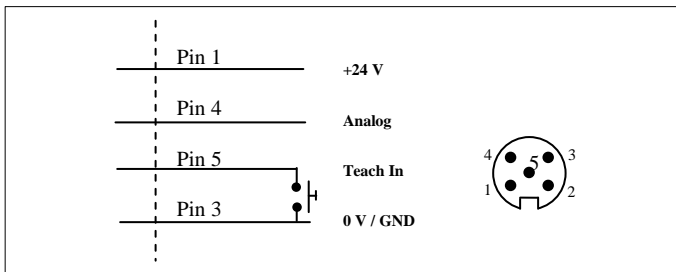 Pin 1
+24 V
Pin 4
Analog
Pin 5
Teach In
Pin 3
0 V / GND
4
5
3
1
2